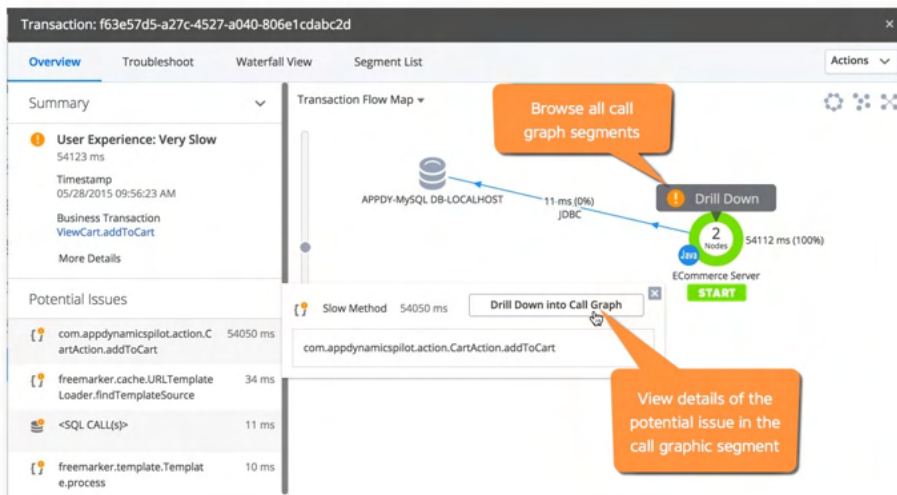 Transaction: f63e57d5-a27c-4527-a040-806e1cdabc2d
×
Overview
Troubleshoot
Waterfall View
Segment List
Actions
Summary
User Experience: Very Slow
54123 ms
Timestamp
05/28/2015 09:56:23 AM
Business Transaction
ViewCart.addToCart
More Details
Potential Issues
com.appdynamicspilot.action.C
artAction.addToCart
54050 ms
freemarker.cache.URLTemplate
Loader.findTemplateSource
34 ms
<SQL CALL(s)>
11 ms
freemarker.template.Templat
e.process
10 ms
Transaction Flow Map
Browse all call
graph segments
APPDY-MySQL DB-LOCALHOST
11 ms (0%)
JDBC
Drill Down
2
Nodes
Java
54112 ms (100%)
ECommerce Server
START
Slow Method
54050 ms
Drill Down into Call Graph
com.appdynamicspilot.action.CartAction.addToCart
View details of the
potential issue in the
call graphic segment